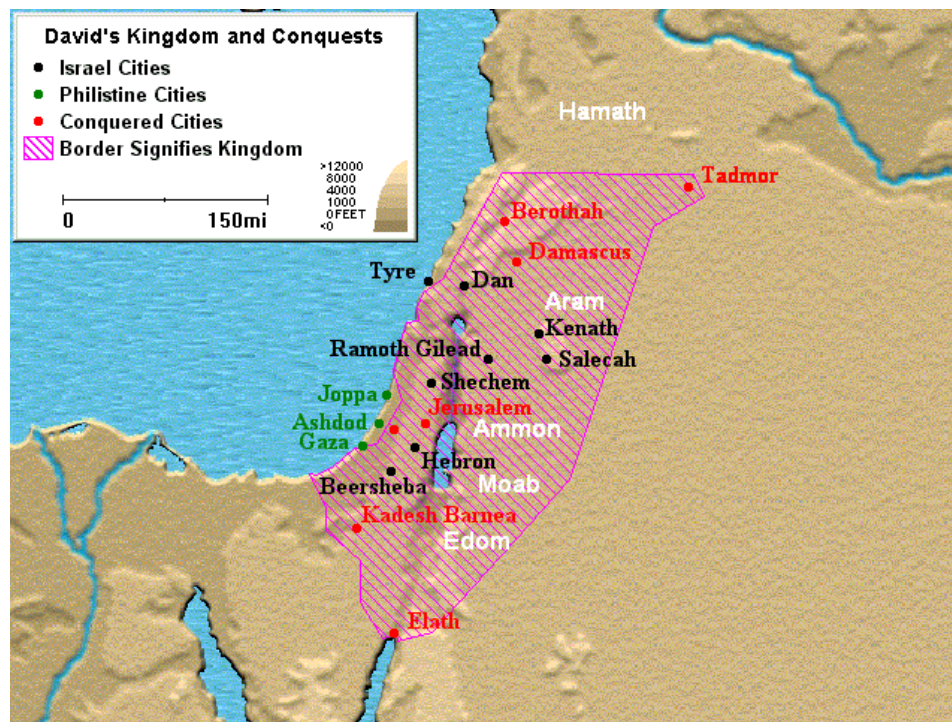 David's Kingdom and Conquests
Israel Cities
Philistine Cities
Conquered Cities
Border Signifies Kingdom
>12000
8000
4000
1000
0 FEET
<0
0 150mi
Hamath
Tadmor
Berothah
Damascus
Tyre
Dan
Aram
Kenath
Ramoth Gilead
Salecah
Shechem
Joppa
Jerusalem
Ashdod
Ammon
Gaza
Hebron
Beersheba
Moab
Kadesh Barnea
Edom
Elath